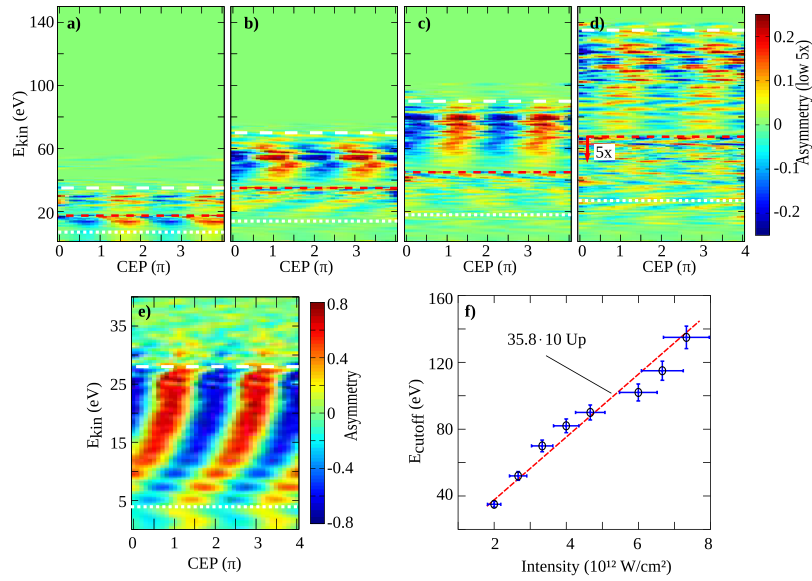 a)
b)
c)
d)
140
100
60
20
Ekin (eV)
0 1 2 3
0 1 2 3
0 1 2 3
0 1 2 3 4
CEP (π)
CEP (π)
CEP (π)
CEP (π)
5x
0.2
0.1
0
-0.1
-0.2
Asymmetry (low 5x)
e)
35
25
15
5
Ekin (eV)
0 1 2 3 4
CEP (π)
0.8
0.4
0
-0.4
-0.8
Asymmetry
f)
160
120
80
40
Ecutoff (eV)
35.8·10 Up
2 4 6 8
Intensity (10¹² W/cm²)